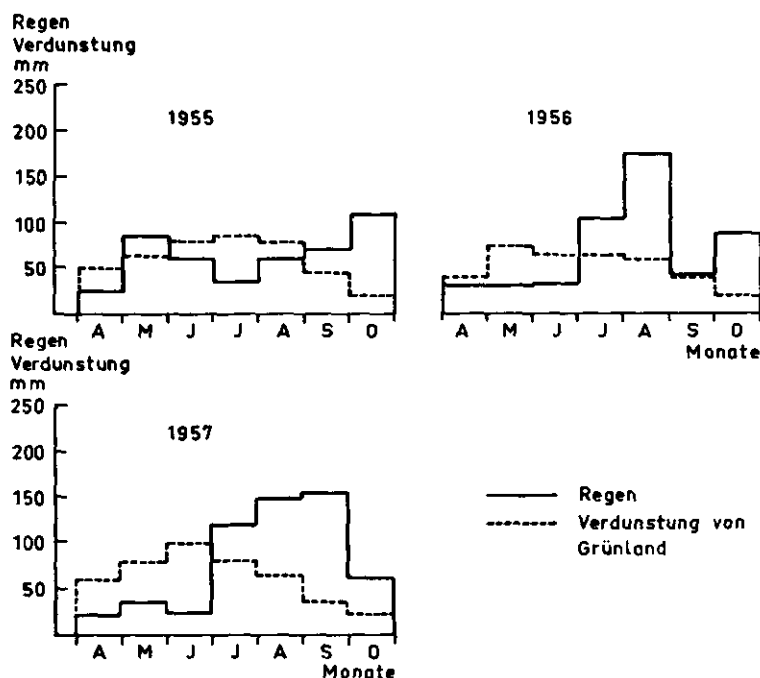 Regen
Verdunstung
mm
250
200
150
100
50
1955
A M J J A S O
1956
A M J J A S O
Monate
Regen
Verdunstung
mm
250
200
150
100
50
1957
A M J J A S O
Monate
Regen
Verdunstung von
Grünland